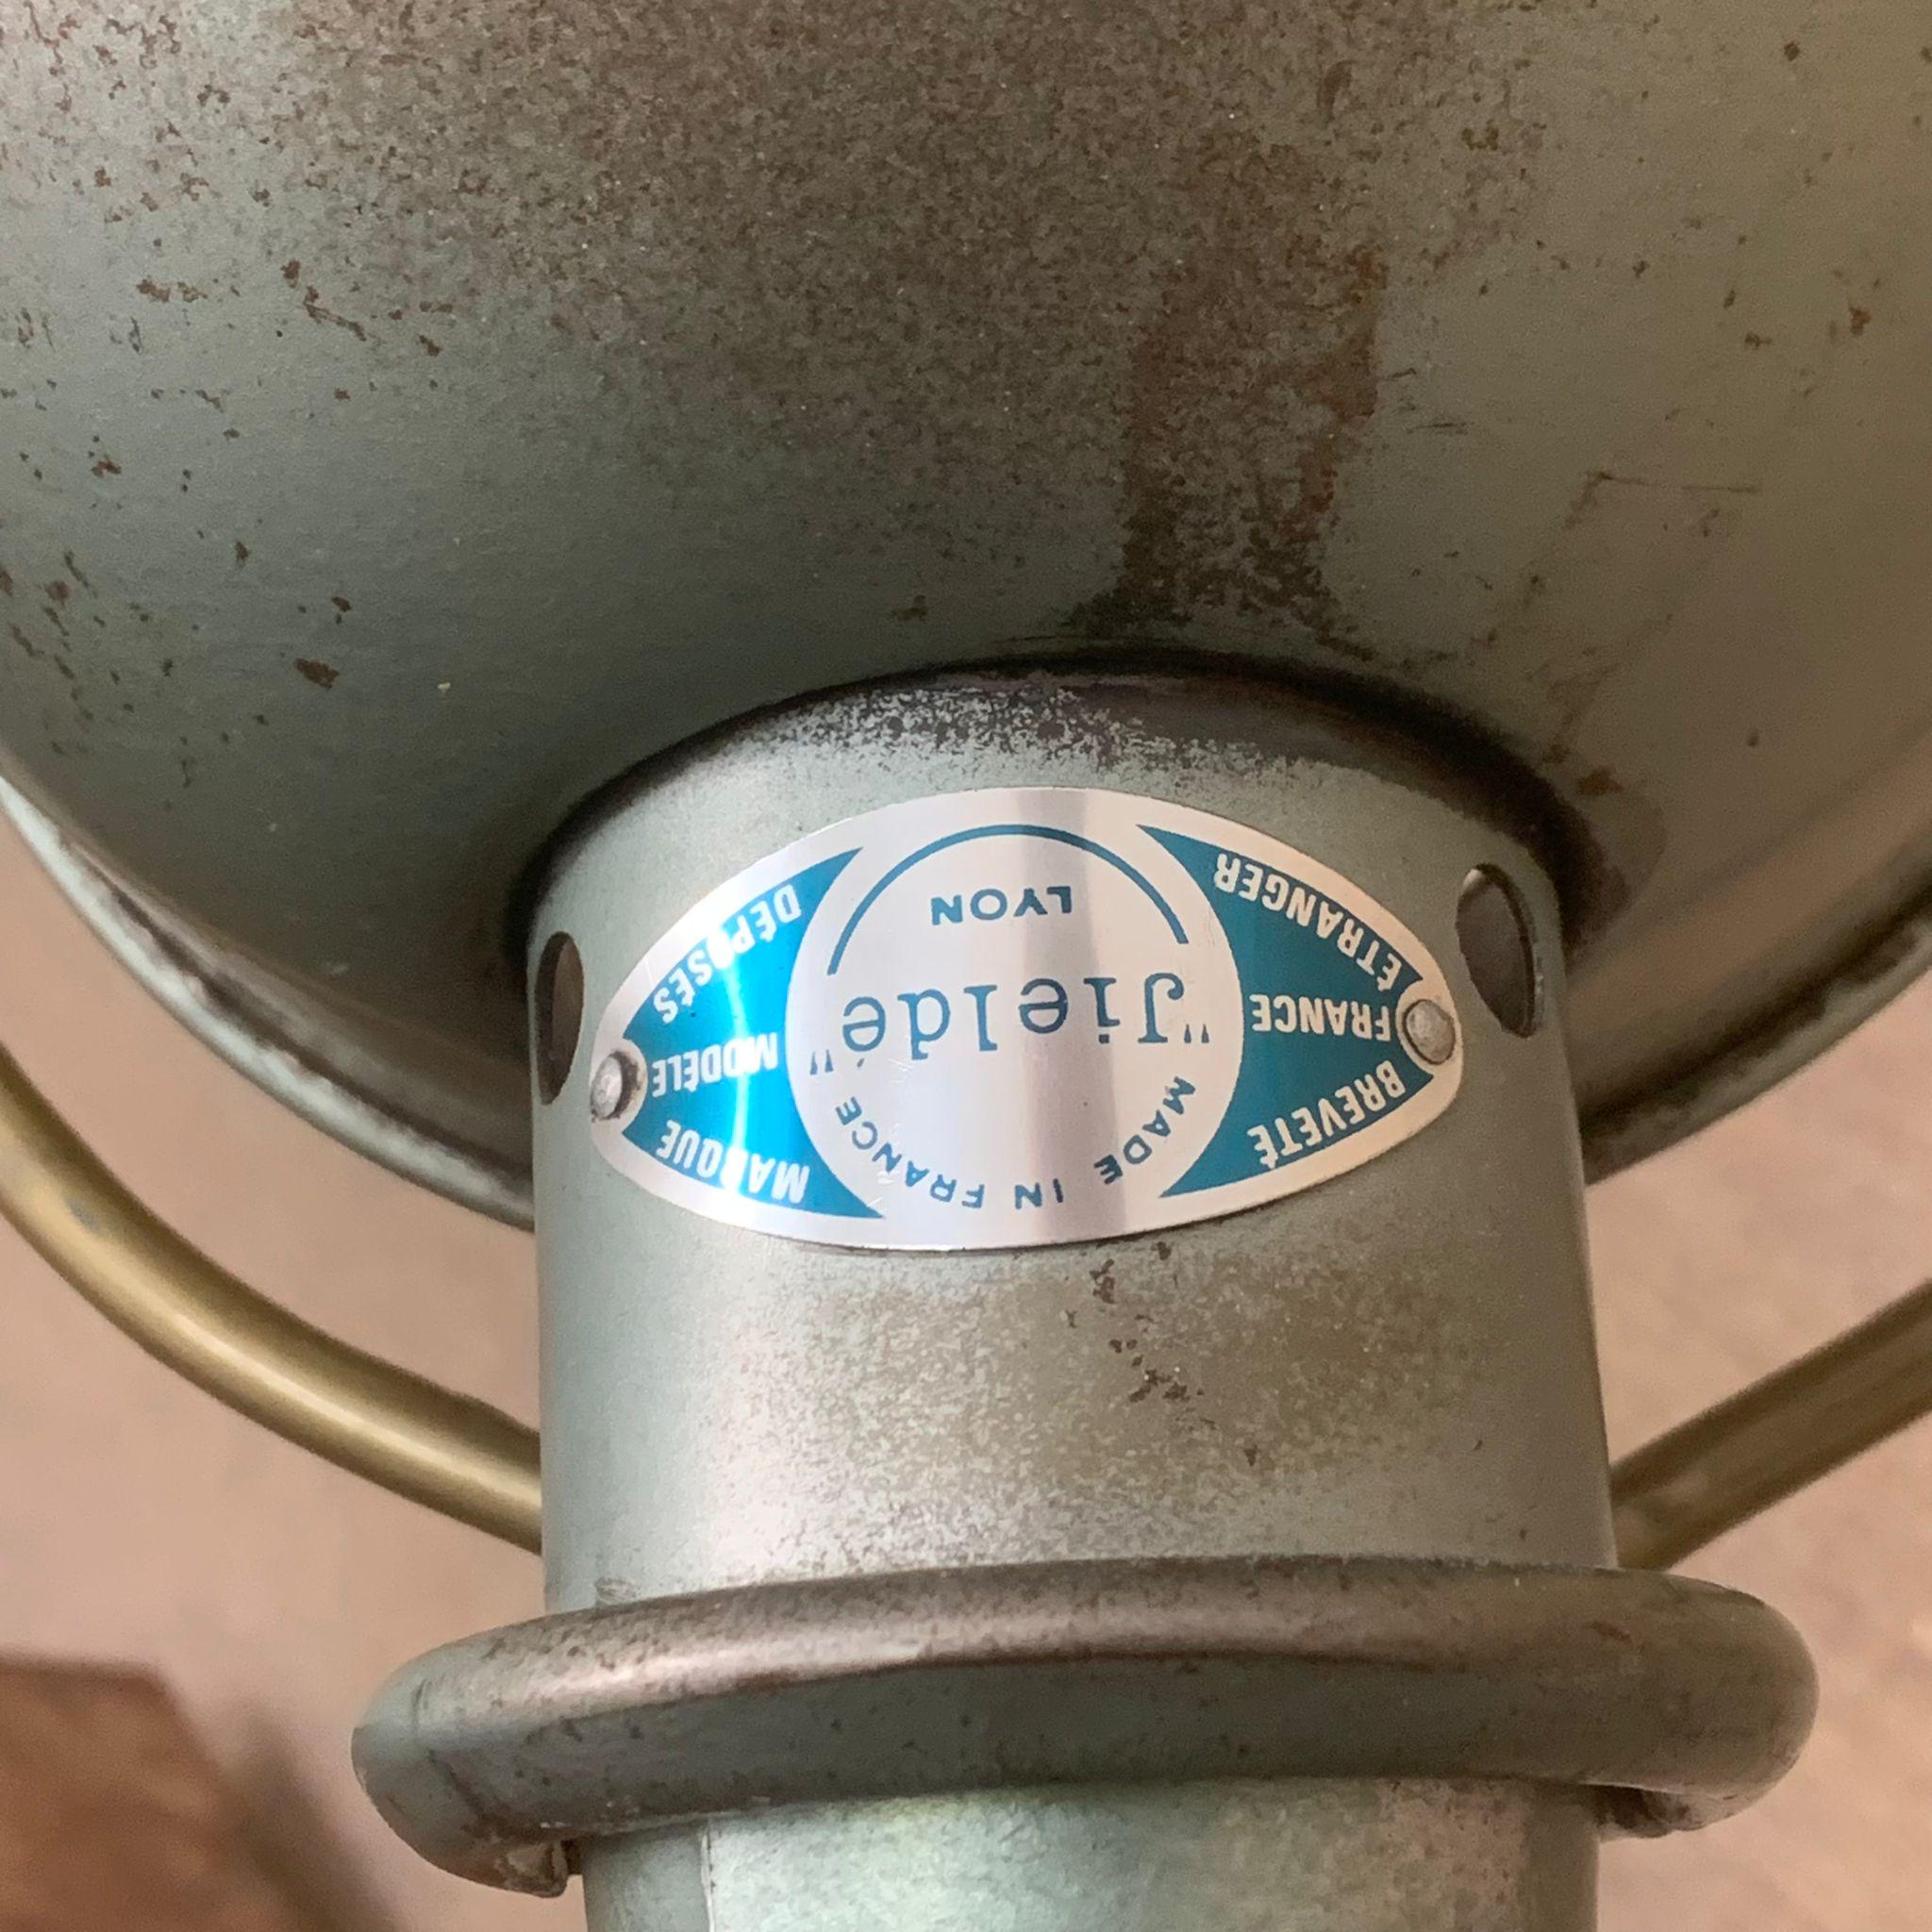 MADE IN FRANCE
"Jieldé"
LYON
BREVETÉ
FRANCE
ÉTRANGER
MARQUE
MODÈLE
DÉPOSÉS